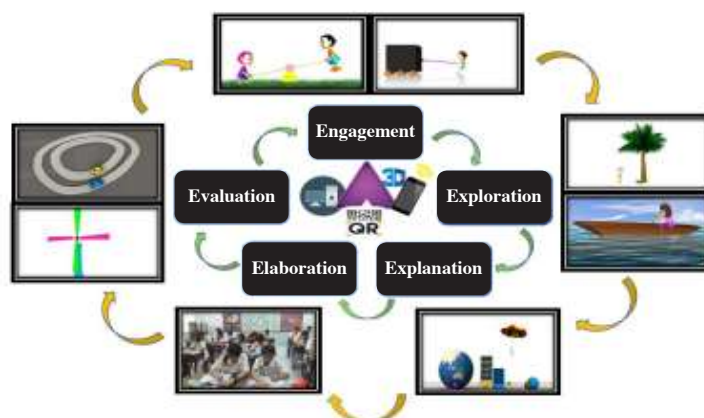 Engagement
Evaluation
3D
Exploration
QR
Elaboration
Explanation